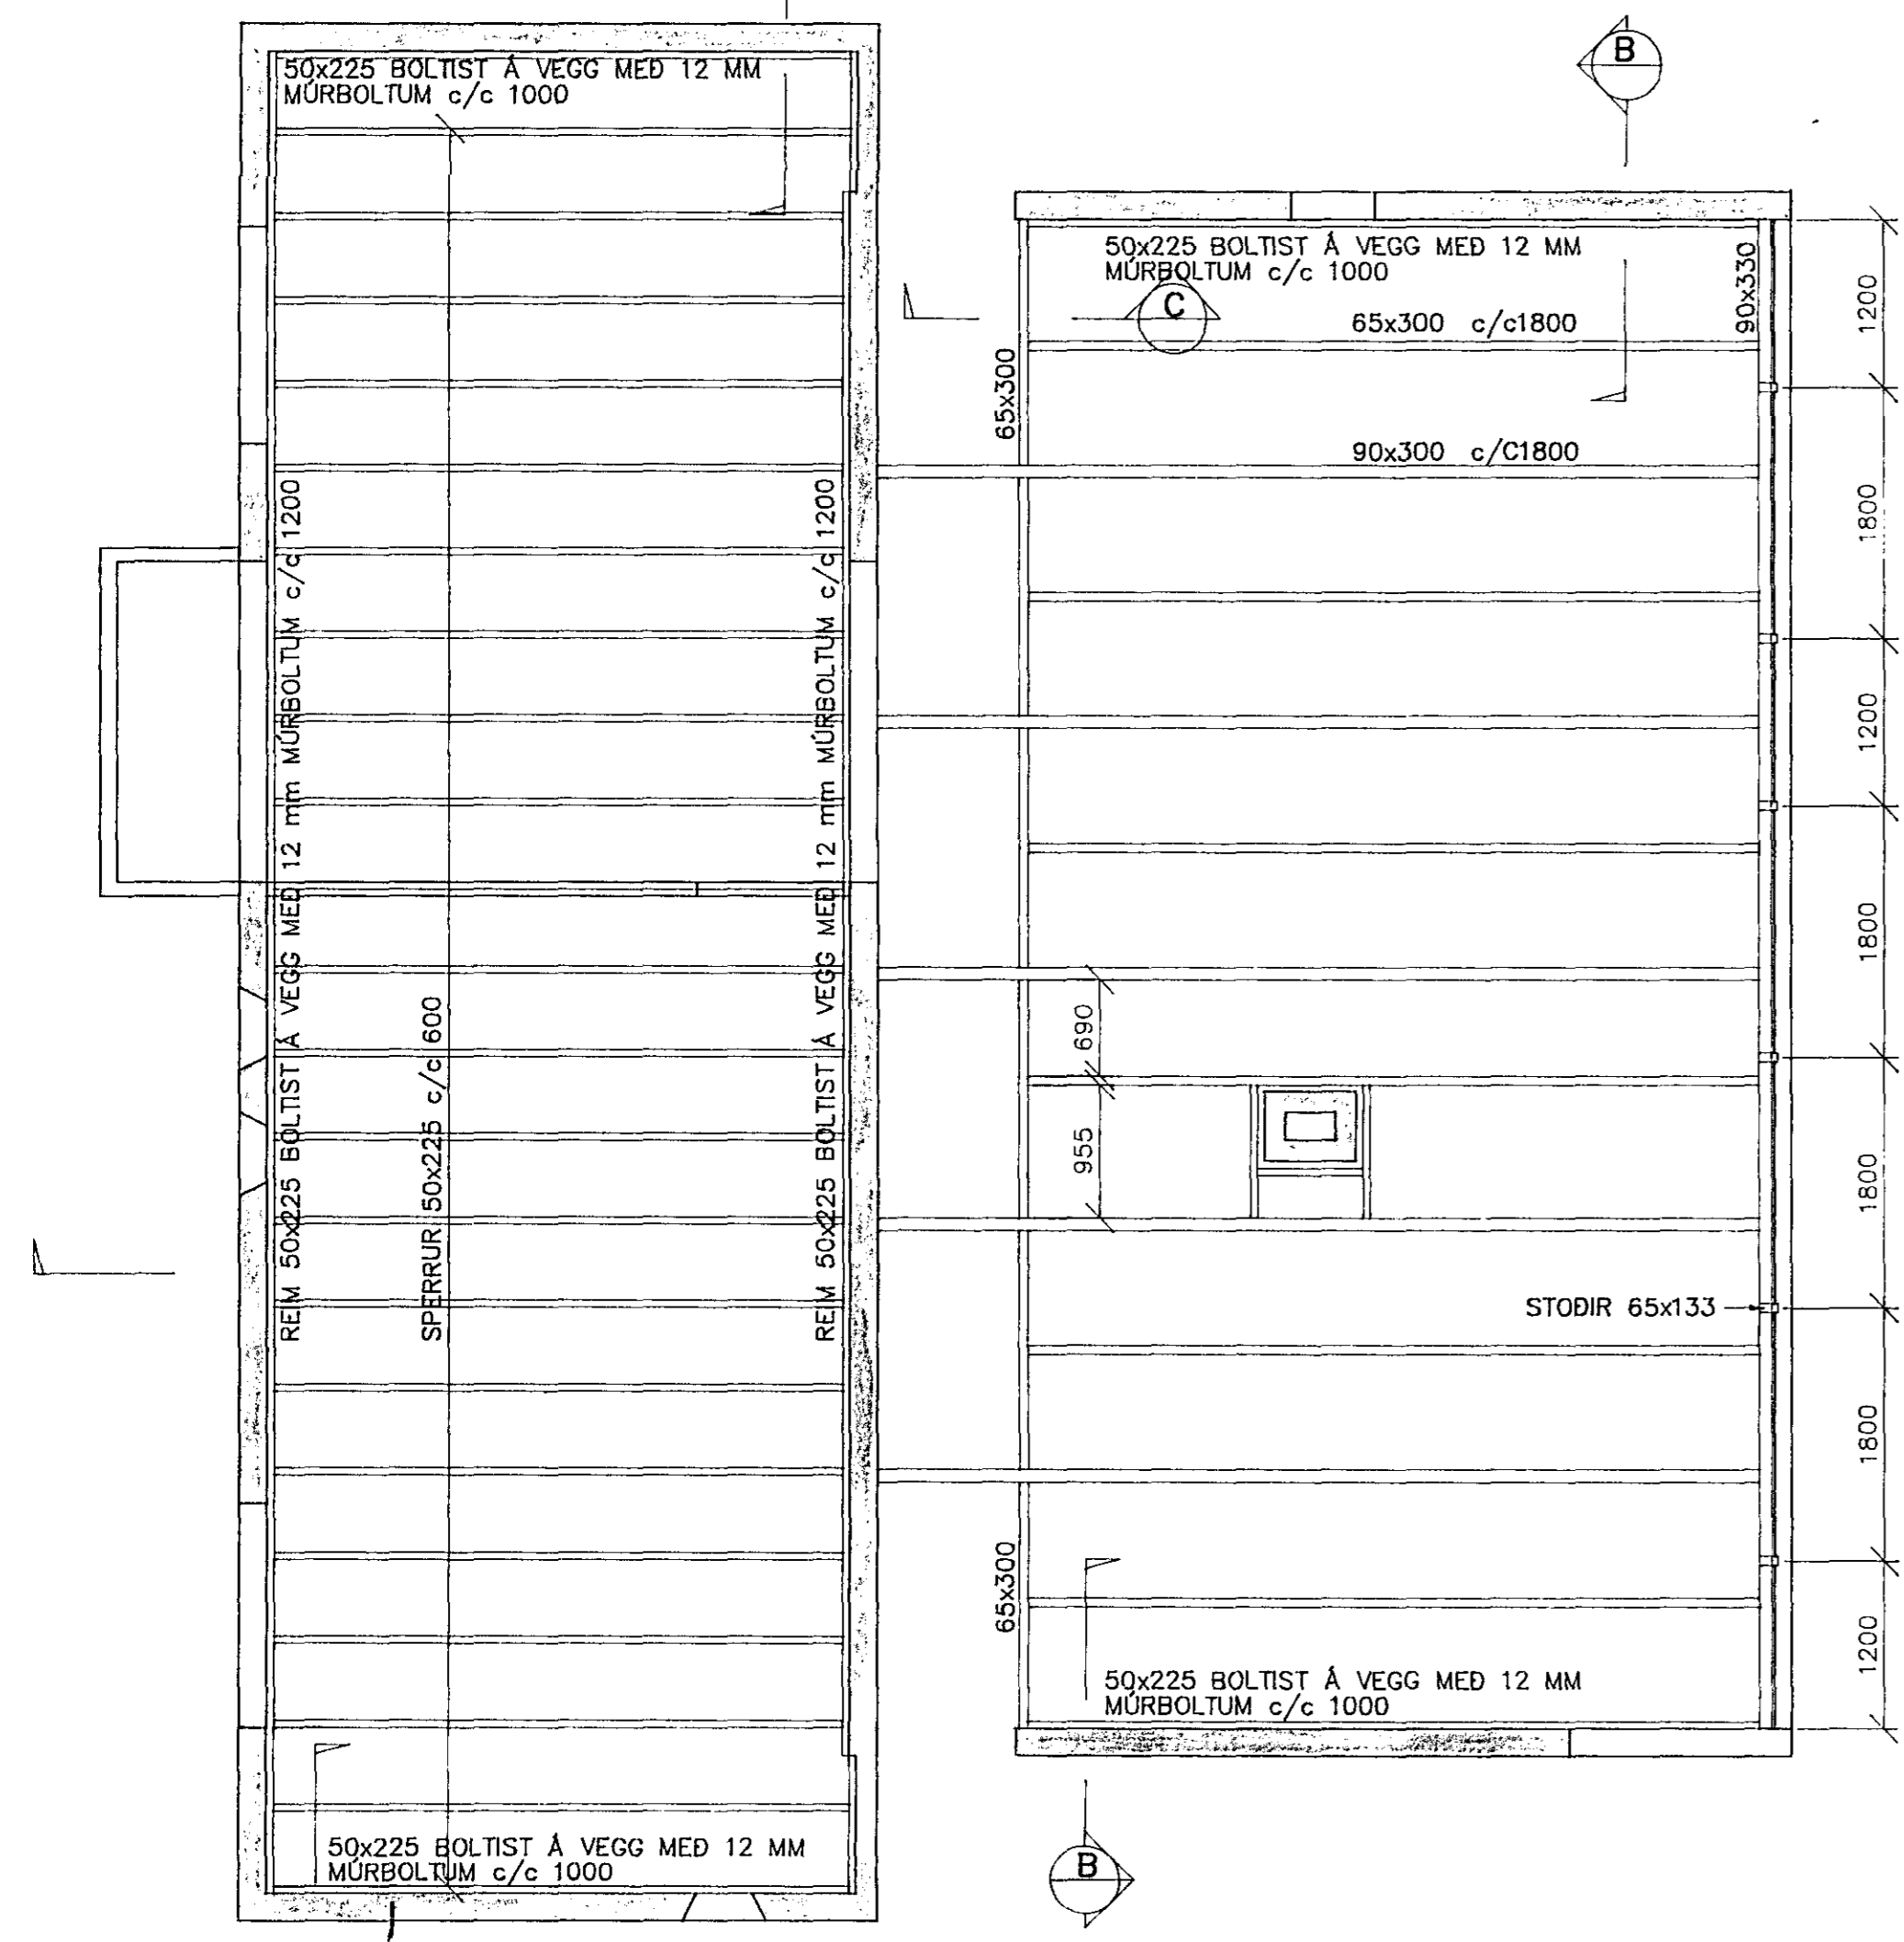 50x225 BOLTIST Á VEGG MEÐ 12 MM
MÚRBOLTUM c/c 1000
B
50x225 BOLTIST Á VEGG MEÐ 12 MM
MÚRBOLTUM c/c 1000
C
65x300 c/c1800
90x330
1200
65x300
90x300 c/C1800
1800
REIM 50x225 BOLTIST Á VEGG MEÐ 12 mm MÚRBOLTUM c/c 1200
SPERRUR 50x225 c/c 600
REIM 50x225 BOLTIST Á VEGG MEÐ 12 mm MÚRBOLTUM c/c 1200
1200
1800
690
955
1800
STOÐIR 65x133
1800
65x300
1200
50x225 BOLTIST Á VEGG MEÐ 12 MM
MÚRBOLTUM c/c 1000
50x225 BOLTIST Á VEGG MEÐ 12 MM
MÚRBOLTUM c/c 1000
B